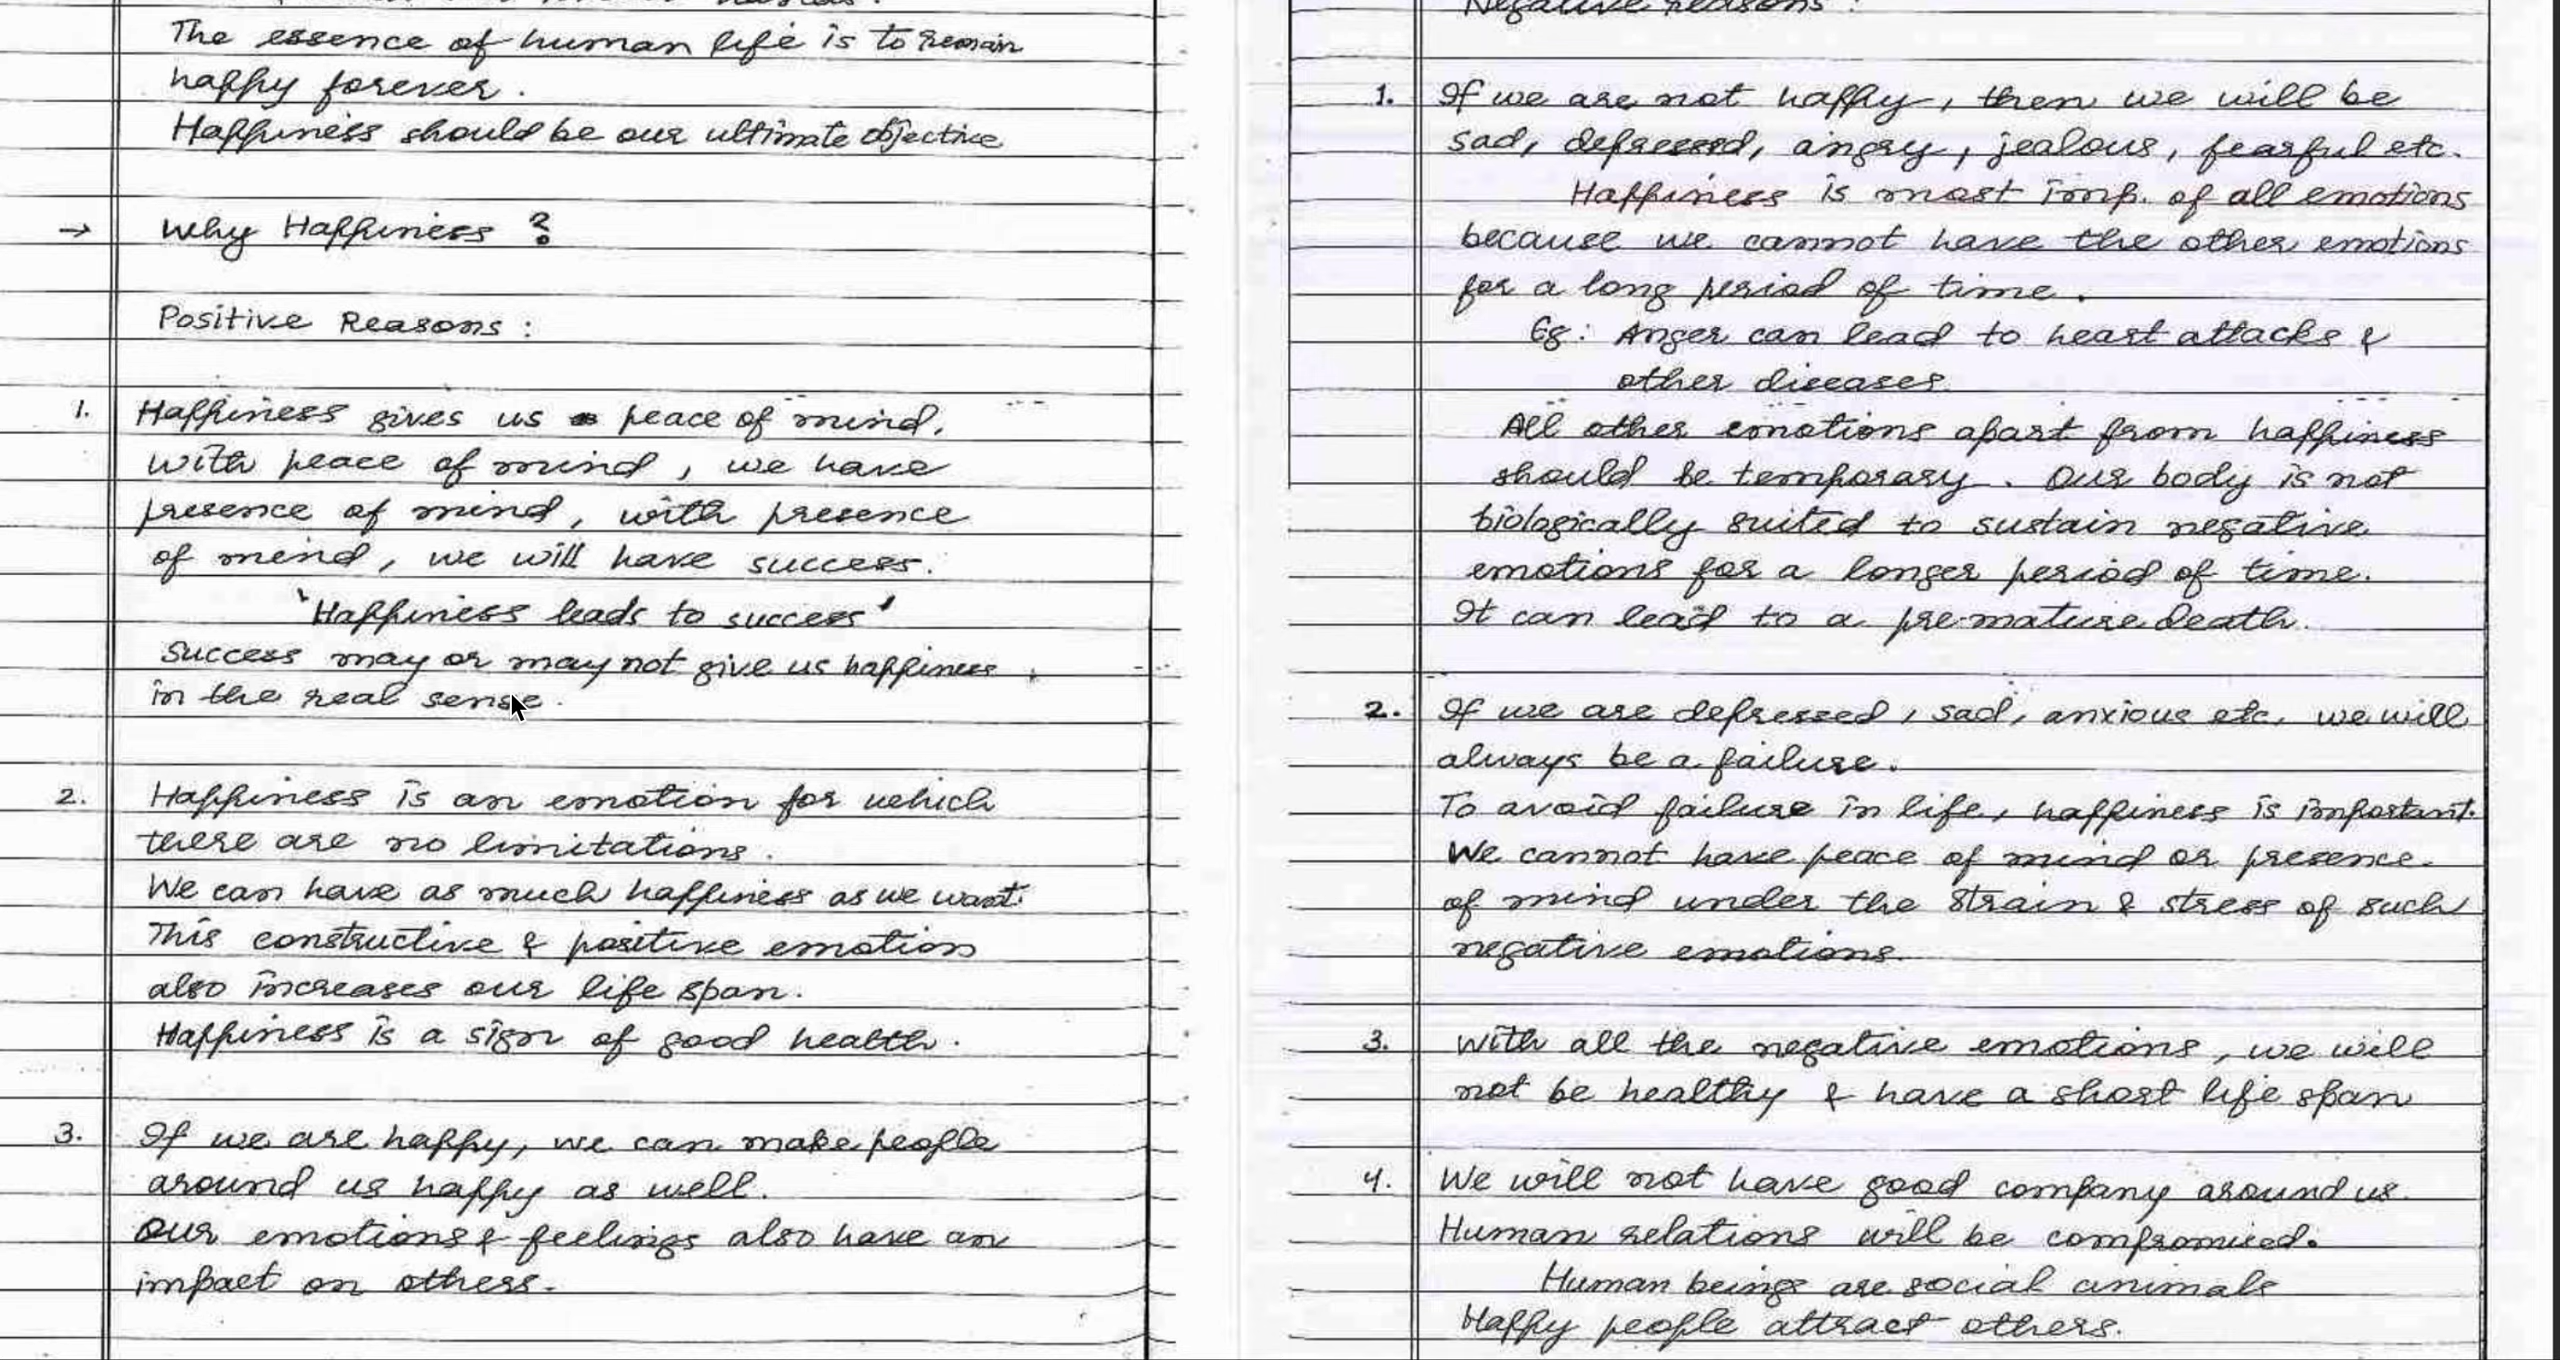 The essence of human life is to remain
happy forever.
Happiness should be our ultimate objective
→ Why Happiness ?
Positive Reasons :
1. Happiness gives us peace of mind.
With peace of mind, we have
presence of mind, with presence
of mind, we will have success.
'Happiness leads to success'
Success may or may not give us happiness
in the real sense.
2. Happiness is an emotion for which
there are no limitations.
We can have as much happiness as we want.
This constructive & positive emotion
also increases our life span.
Happiness is a sign of good health.
3. If we are happy, we can make people
around us happy as well.
Our emotions & feelings also have an
impact on others.
Negative Reasons :
1. If we are not happy, then we will be
sad, depressed, angry, jealous, fearful etc.
Happiness is most imp. of all emotions
because we cannot have the other emotions
for a long period of time.
Eg: Anger can lead to heart attacks &
other diseases.
All other emotions apart from happiness
should be temporary. Our body is not
biologically suited to sustain negative
emotions for a longer period of time.
It can lead to a pre-mature death.
2. If we are depressed, sad, anxious etc. we will
always be a failure.
To avoid failure in life, happiness is important.
We cannot have peace of mind or presence
of mind under the strain & stress of such
negative emotions.
3. With all the negative emotions, we will
not be healthy & have a short life span
4. We will not have good company around us.
Human relations will be compromised.
Human beings are social animals
Happy people attract others.